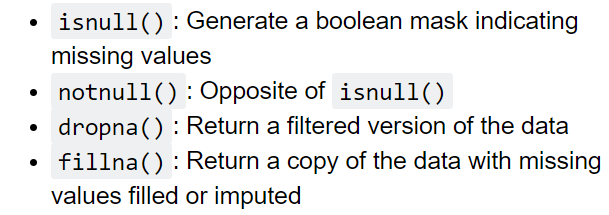 • isnull(): Generate a boolean mask indicating
missing values
• notnull(): Opposite of isnull()
• dropna(): Return a filtered version of the data
• fillna(): Return a copy of the data with missing
values filled or imputed